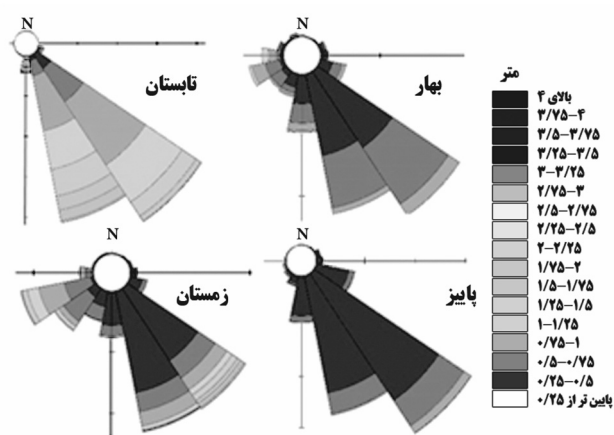 N
تابستان
N
بهار
N
زمستان
N
پاییز
متر
بالای ۴
۳/۷۵-۴
۳/۵-۳/۷۵
۳/۲۵-۳/۵
۳-۳/۲۵
۲/۷۵-۳
۲/۵-۲/۷۵
۲/۲۵-۲/۵
۲-۲/۲۵
۱/۷۵-۲
۱/۵-۱/۷۵
۱/۲۵-۱/۵
۱-۱/۲۵
۰/۷۵-۱
۰/۵-۰/۷۵
۰/۲۵-۰/۵
پایین تر از ۰/۲۵